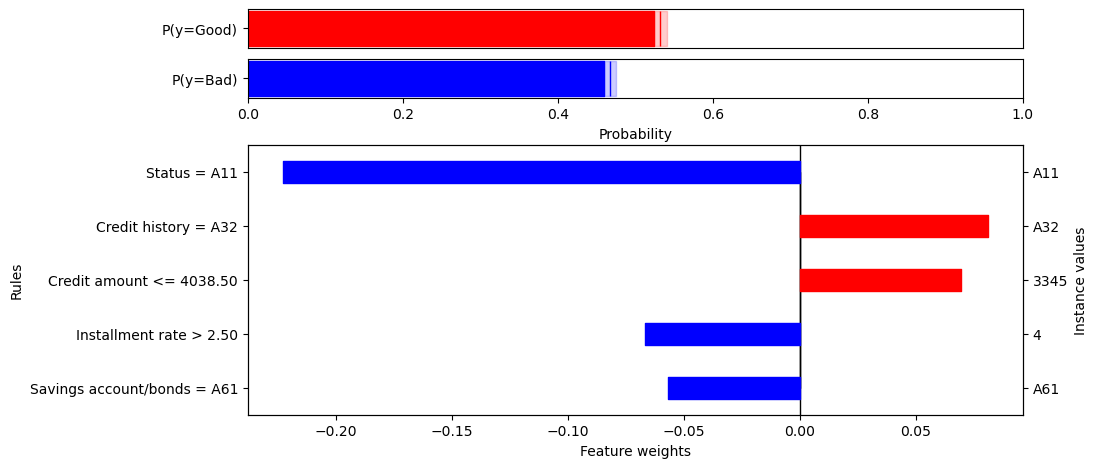 P(y=Good)
P(y=Bad)
0.0 0.2 0.4 0.6 0.8 1.0
Probability
Status = A11 A11
Credit history = A32 A32
Credit amount <= 4038.50 3345
Installment rate > 2.50 4
Savings account/bonds = A61 A61
Rules
Instance values
−0.20 −0.15 −0.10 −0.05 0.00 0.05
Feature weights